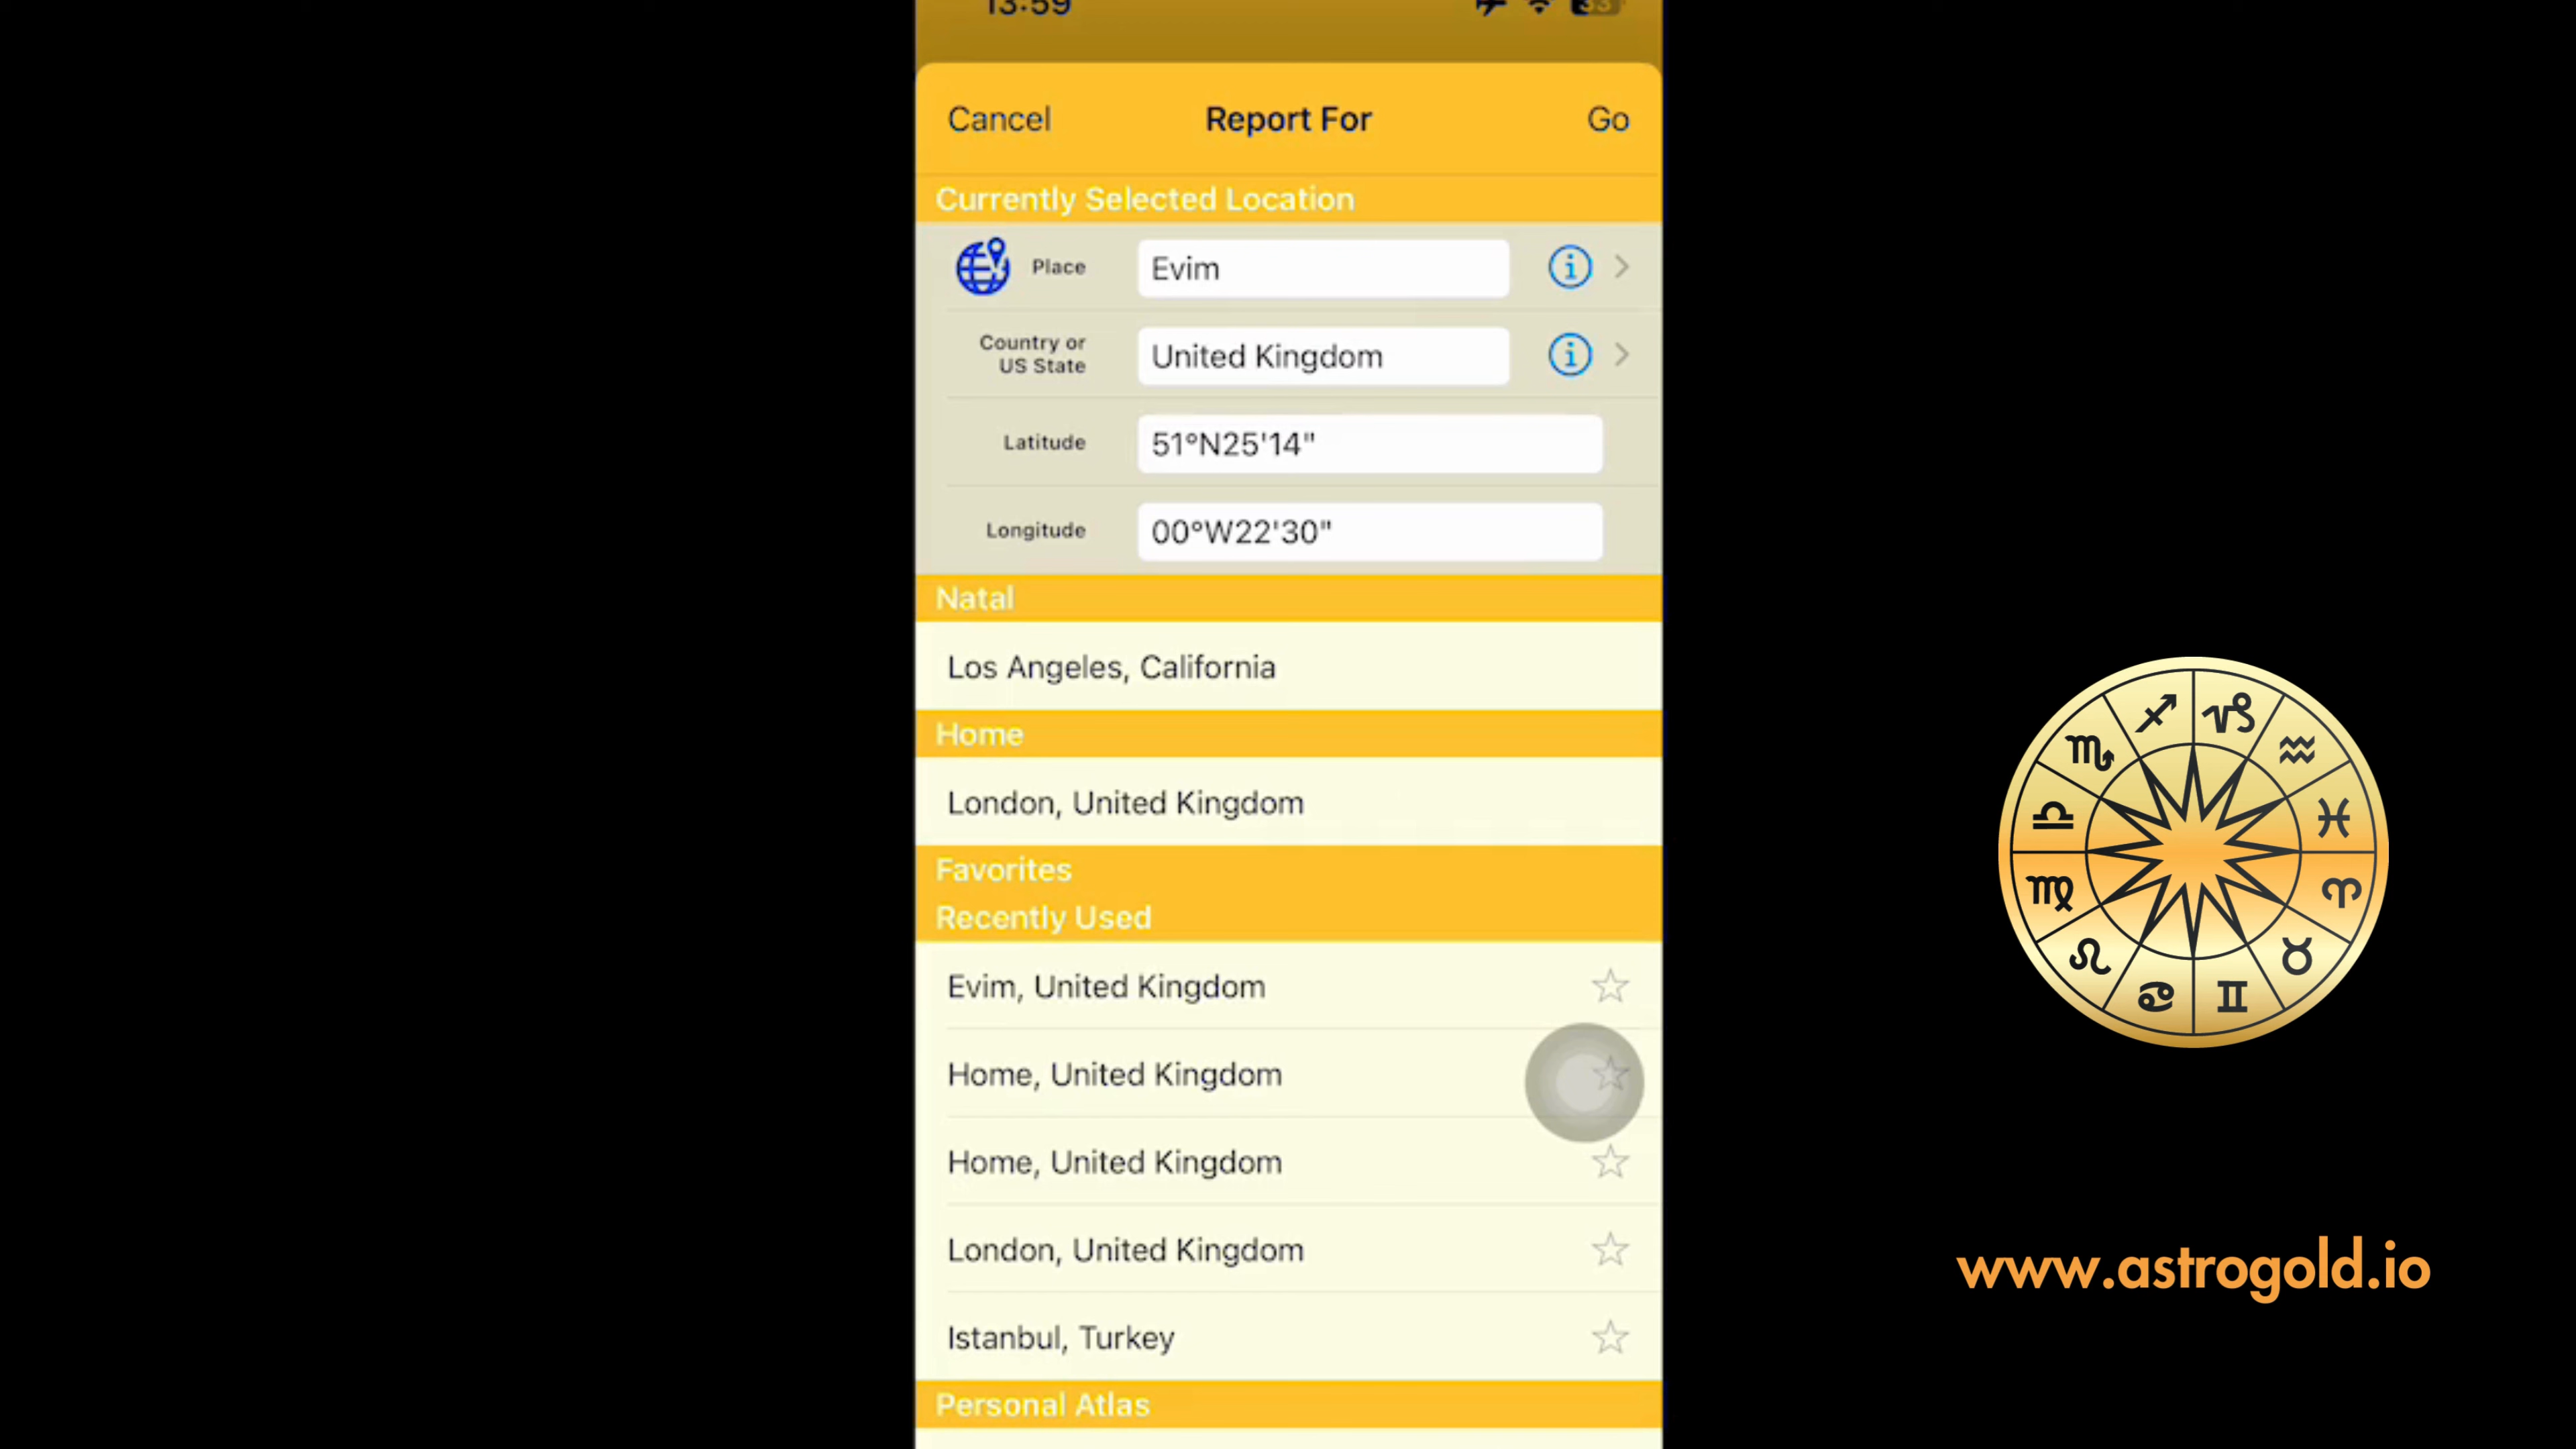 13:59
33
Cancel
Report For
Go
Currently Selected Location
Place
Evim
Country or
US State
United Kingdom
Latitude
51°N25'14"
Longitude
00°W22'30"
Natal
Los Angeles, California
Home
London, United Kingdom
Favorites
Recently Used
Evim, United Kingdom
Home, United Kingdom
Home, United Kingdom
London, United Kingdom
Istanbul, Turkey
Personal Atlas
www.astrogold.io